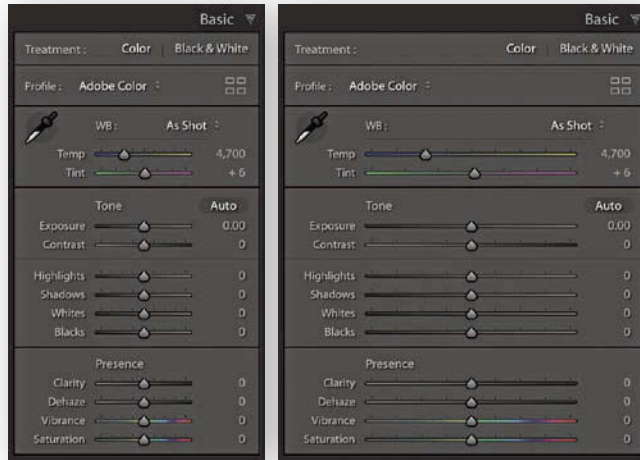 Basic
Treatment : Color | Black & White
Profile : Adobe Color
WB : As Shot
Temp 4,700
Tint + 6
Tone Auto
Exposure 0.00
Contrast 0
Highlights 0
Shadows 0
Whites 0
Blacks 0
Presence
Clarity 0
Dehaze 0
Vibrance 0
Saturation 0
Basic
Treatment : Color | Black & White
Profile : Adobe Color
WB : As Shot
Temp 4,700
Tint + 6
Tone Auto
Exposure 0.00
Contrast 0
Highlights 0
Shadows 0
Whites 0
Blacks 0
Presence
Clarity 0
Dehaze 0
Vibrance 0
Saturation 0